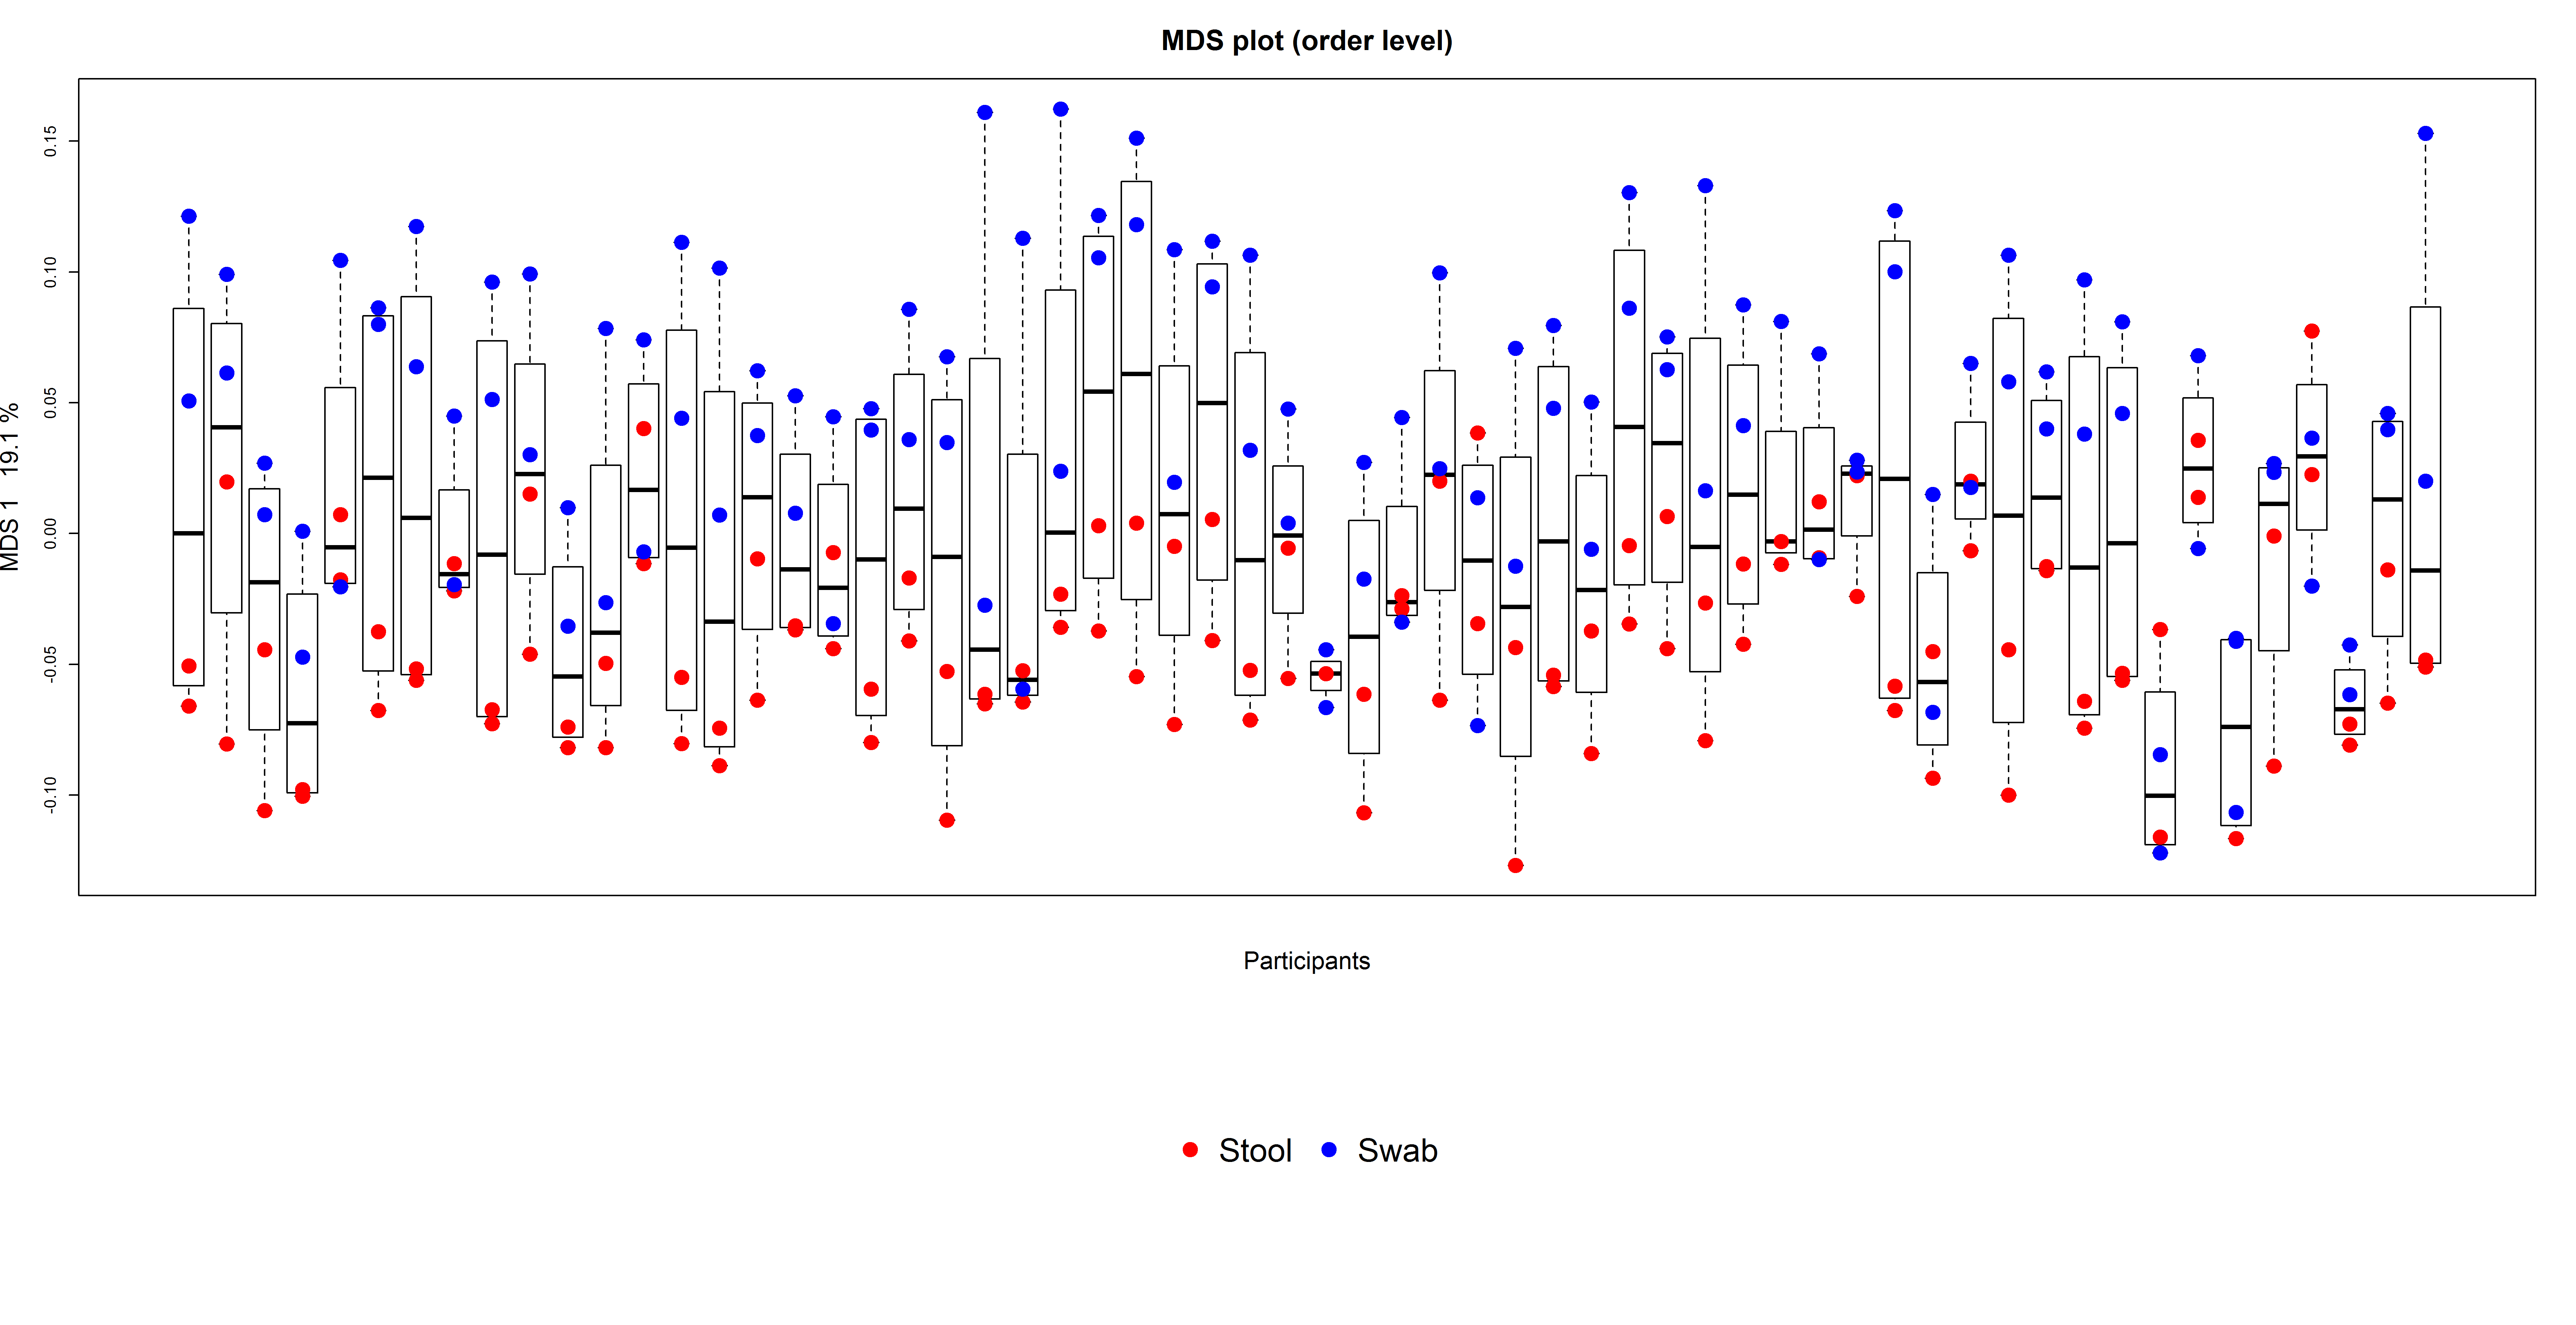 MDS plot (order level)
MDS 1 19.1 %
0.15
0.10
0.05
0.00
-0.05
-0.10
Participants
Stool Swab